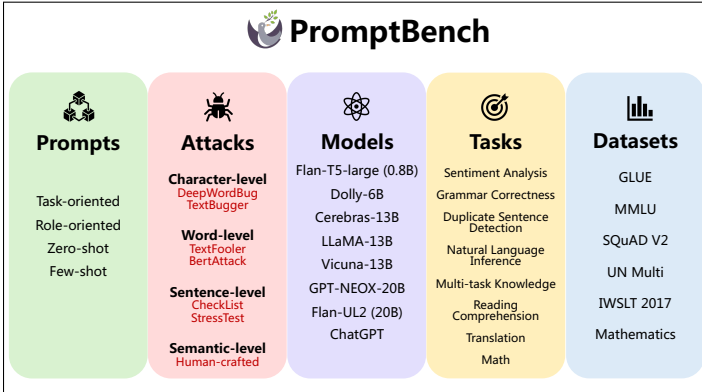 PromptBench
Prompts
Task-oriented
Role-oriented
Zero-shot
Few-shot
Attacks
Character-level
DeepWordBug
TextBugger
Word-level
TextFooler
BertAttack
Sentence-level
CheckList
StressTest
Semantic-level
Human-crafted
Models
Flan-T5-large (0.8B)
Dolly-6B
Cerebras-13B
LLaMA-13B
Vicuna-13B
GPT-NEOX-20B
Flan-UL2 (20B)
ChatGPT
Tasks
Sentiment Analysis
Grammar Correctness
Duplicate Sentence
Detection
Natural Language
Inference
Multi-task Knowledge
Reading
Comprehension
Translation
Math
Datasets
GLUE
MMLU
SQuAD V2
UN Multi
IWSLT 2017
Mathematics